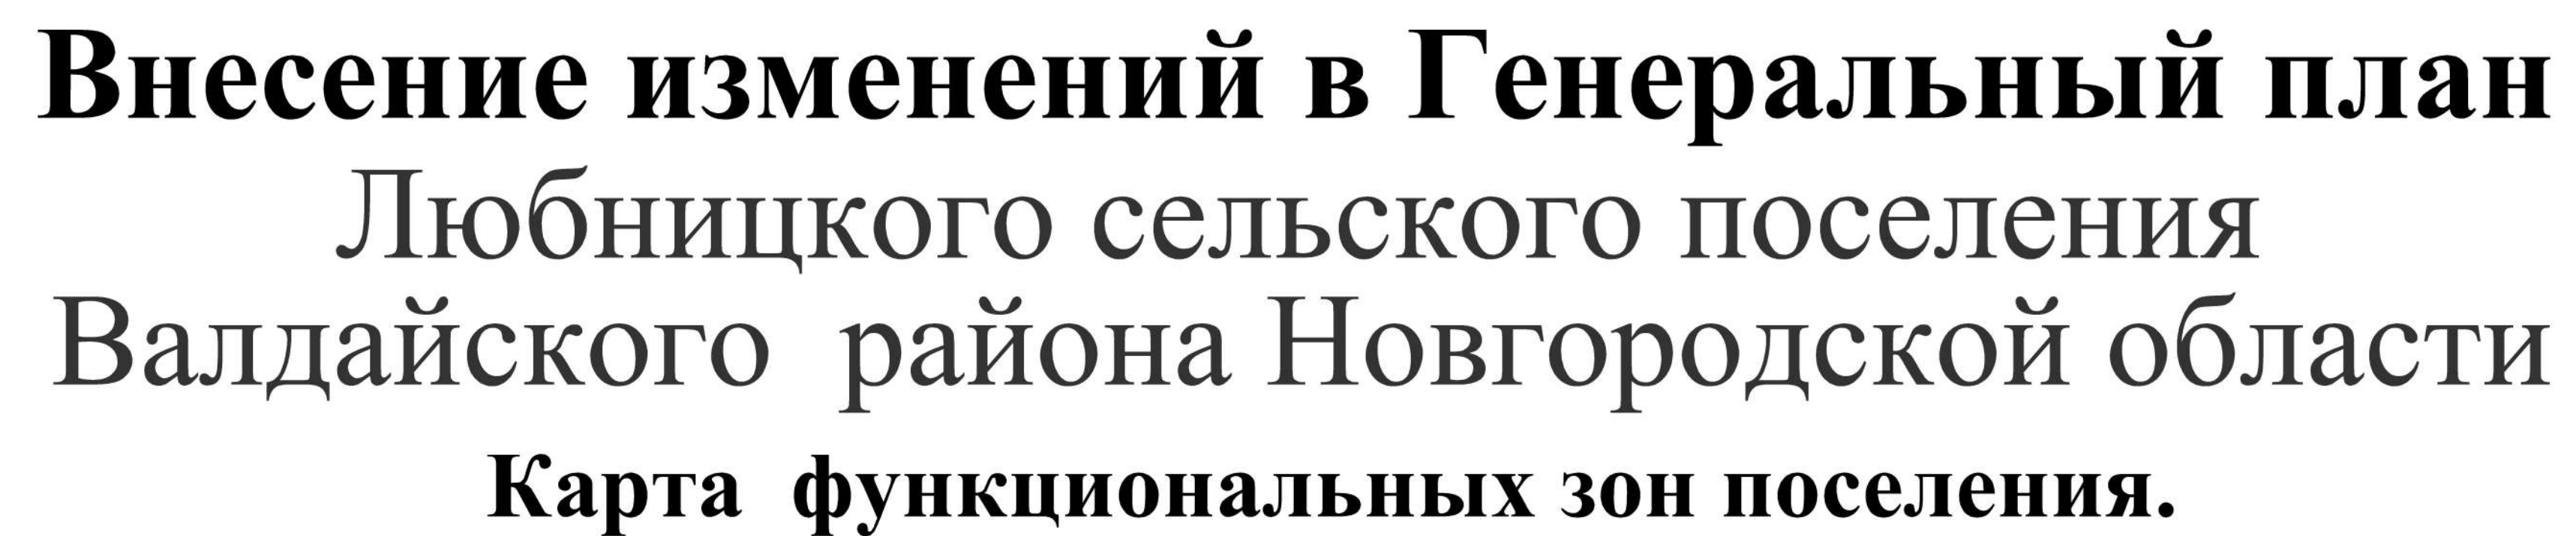 Внесение изменений в Генеральный план
Любницкого сельского поселения
Валдайского района Новгородской области
Карта функциональных зон поселения.